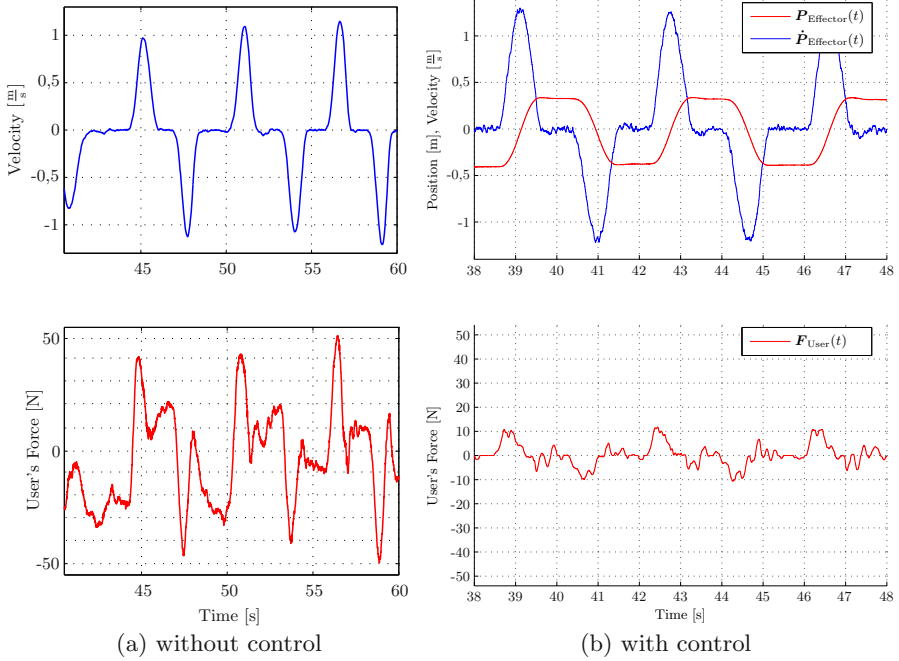 1
0,5
0
-0,5
-1
Velocity [m/s]
45
50
55
60
P_Effector(t)
Ṗ_Effector(t)
1
0,5
0
-0,5
-1
Position [m], Velocity [m/s]
38 39 40 41 42 43 44 45 46 47 48
50
25
0
-25
-50
User's Force [N]
45
50
55
60
Time [s]
F_User(t)
50
40
30
20
10
0
-10
-20
-30
-40
-50
User's Force [N]
38 39 40 41 42 43 44 45 46 47 48
Time [s]
(a) without control
(b) with control